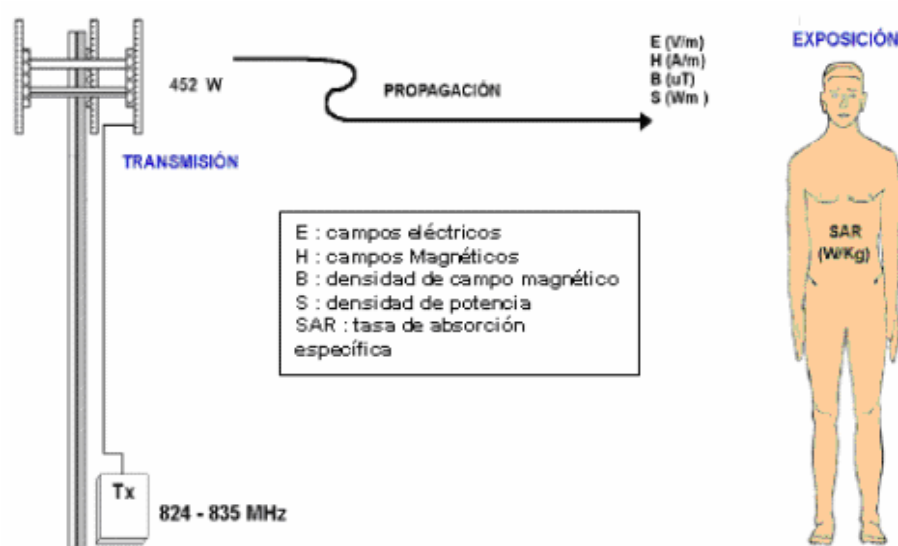 E (V/m)
H (A/m)
B (uT)
S (Wm )
EXPOSICIÓN
452 W
PROPAGACIÓN
TRANSMISIÓN
E : campos eléctricos
H : campos Magnéticos
B : densidad de campo magnético
S : densidad de potencia
SAR : tasa de absorción
específica
SAR
(W/Kg)
Tx
824 - 835 MHz